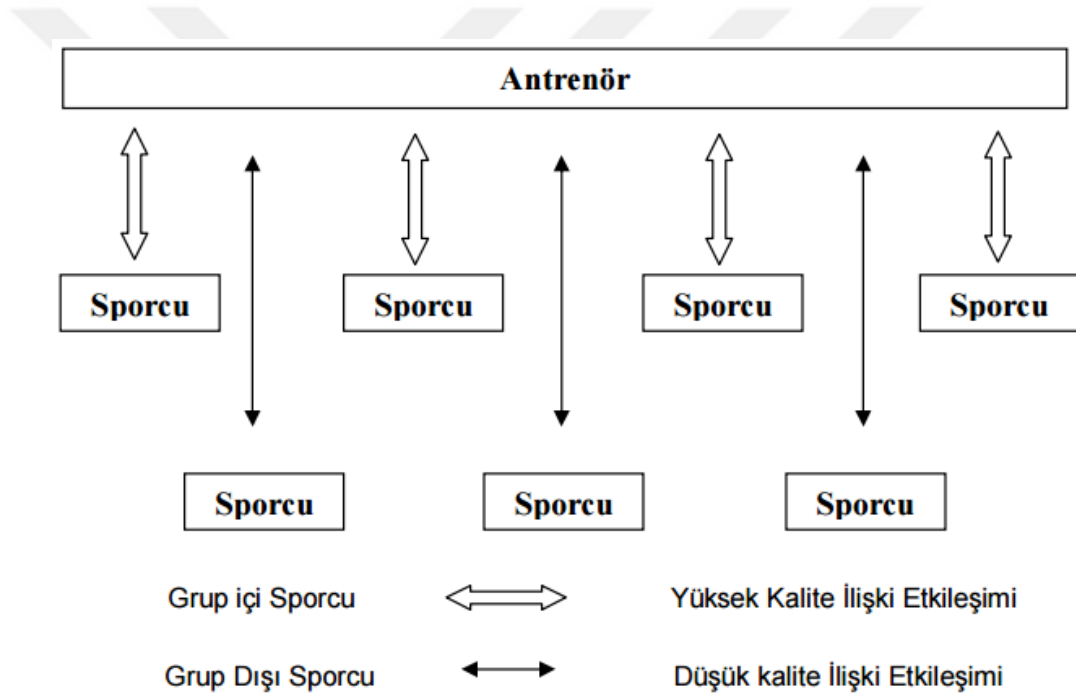 Antrenör
Sporcu Sporcu Sporcu Sporcu
Sporcu Sporcu Sporcu
Grup içi Sporcu Yüksek Kalite İlişki Etkileşimi
Grup Dışı Sporcu Düşük kalite İlişki Etkileşimi